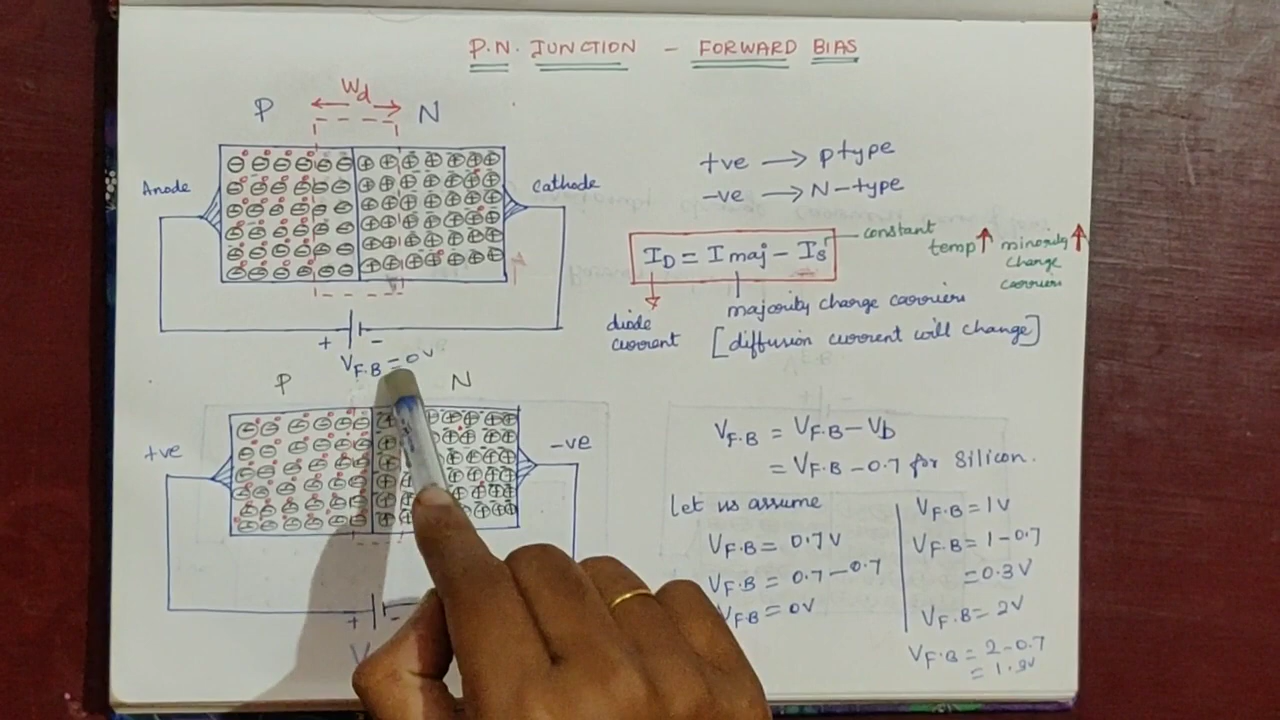 P.N. JUNCTION - FORWARD BIAS
Wd
P N
Anode Cathode
+ -
VF.B = 0V
P N
+ve -ve
+ -
V
+ve → p type
-ve → N-type
ID = Imaj - Is
constant
temp ↑ minority ↑
charge
carriers
diode
current
majority charge carriers
[diffusion current will change]
VF.B = VF.B - VD
= VF.B - 0.7 for Silicon.
let us assume
VF.B = 0.7V
VF.B = 0.7-0.7
VF.B = 0V
VF.B = 1V
VF.B = 1-0.7
= 0.3V
VF.B = 2V
VF.B = 2-0.7
= 1.3V